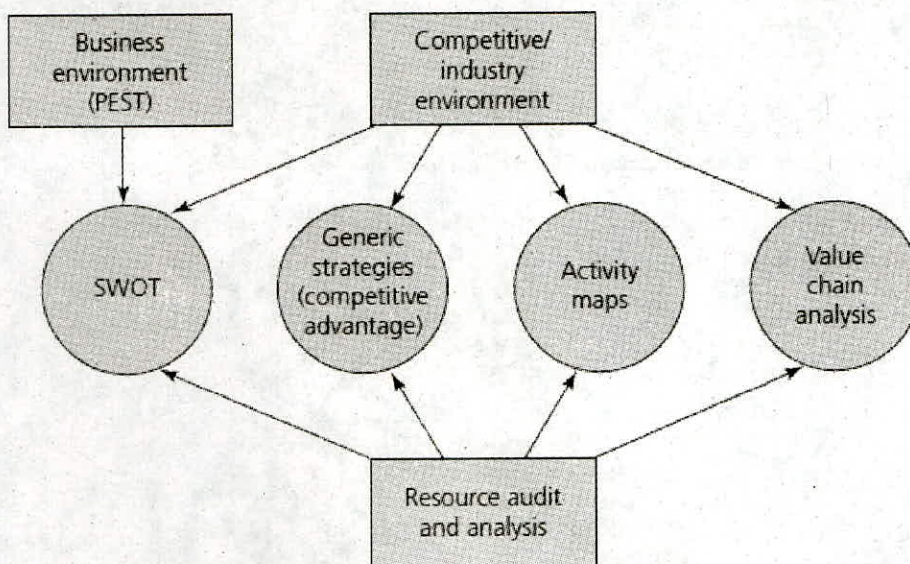 Business
environment
(PEST)
Competitive/
industry
environment
SWOT
Generic
strategies
(competitive
advantage)
Activity
maps
Value
chain
analysis
Resource audit
and analysis